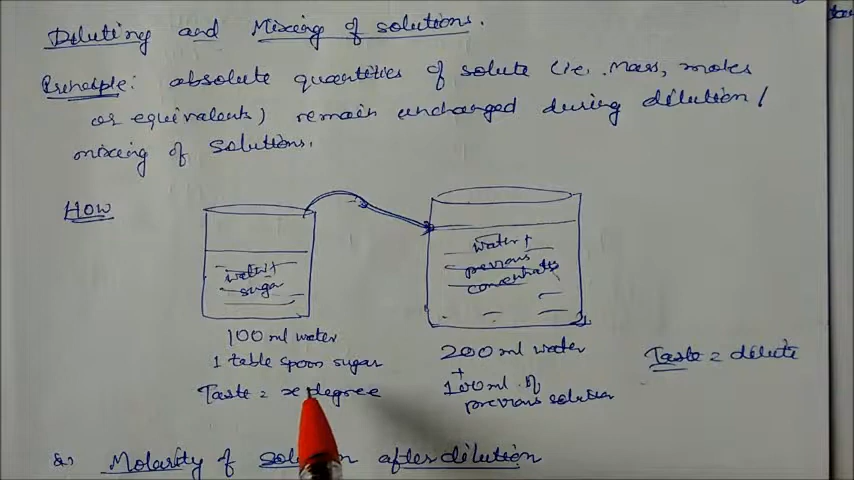 Diluting and Mixing of solutions.
Principle: absolute quantities of solute (i.e. Mass, moles
or equivalents) remain unchanged during dilution/
mixing of solutions.
HOW
water+
sugar
water+
previous
concentrate
100 ml water
1 table spoon sugar
Taste = x degree
200 ml water
+
100 ml of
previous solution
Taste = dilute
Molarity of solution after dilution